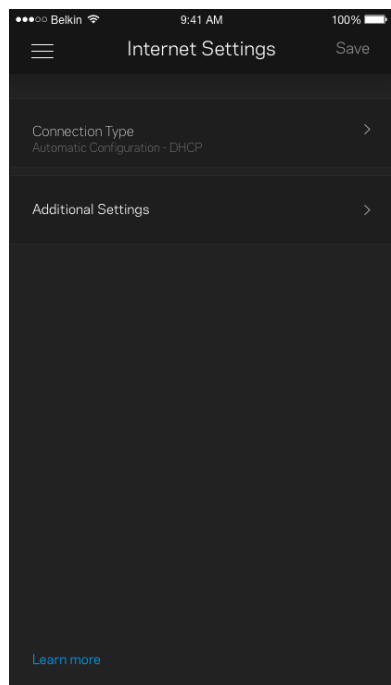 Belkin 9:41 AM 100%
Internet Settings Save
Connection Type
Automatic Configuration - DHCP
Additional Settings
Learn more